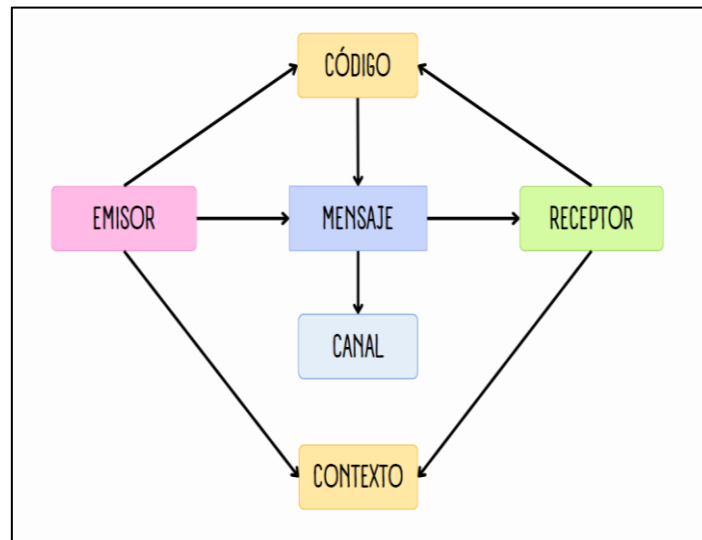 CÓDIGO
EMISOR
MENSAJE
RECEPTOR
CANAL
CONTEXTO